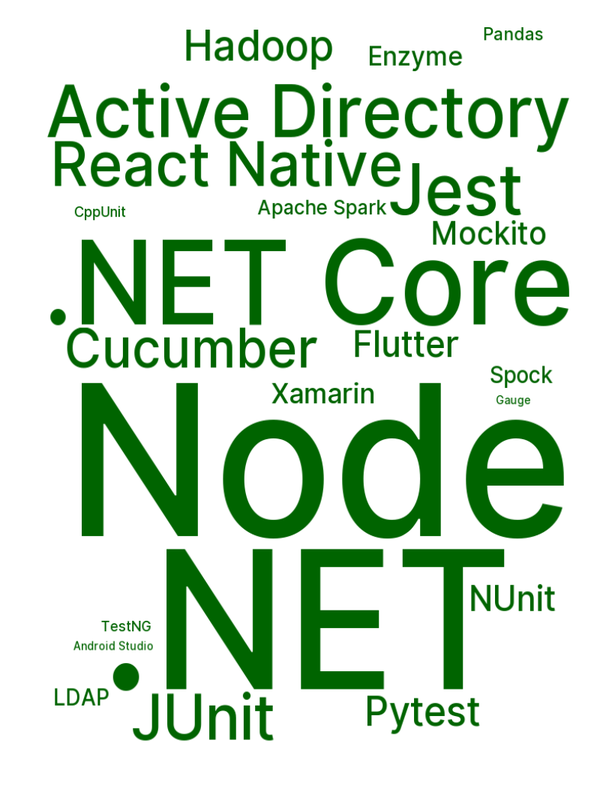 Pandas
Hadoop
Enzyme
Active Directory
React Native
Jest
Apache Spark
CppUnit
Mockito
.NET Core
Cucumber
Flutter
Spock
Xamarin
Gauge
Node
.NET
NUnit
TestNG
Android Studio
LDAP
JUnit
Pytest